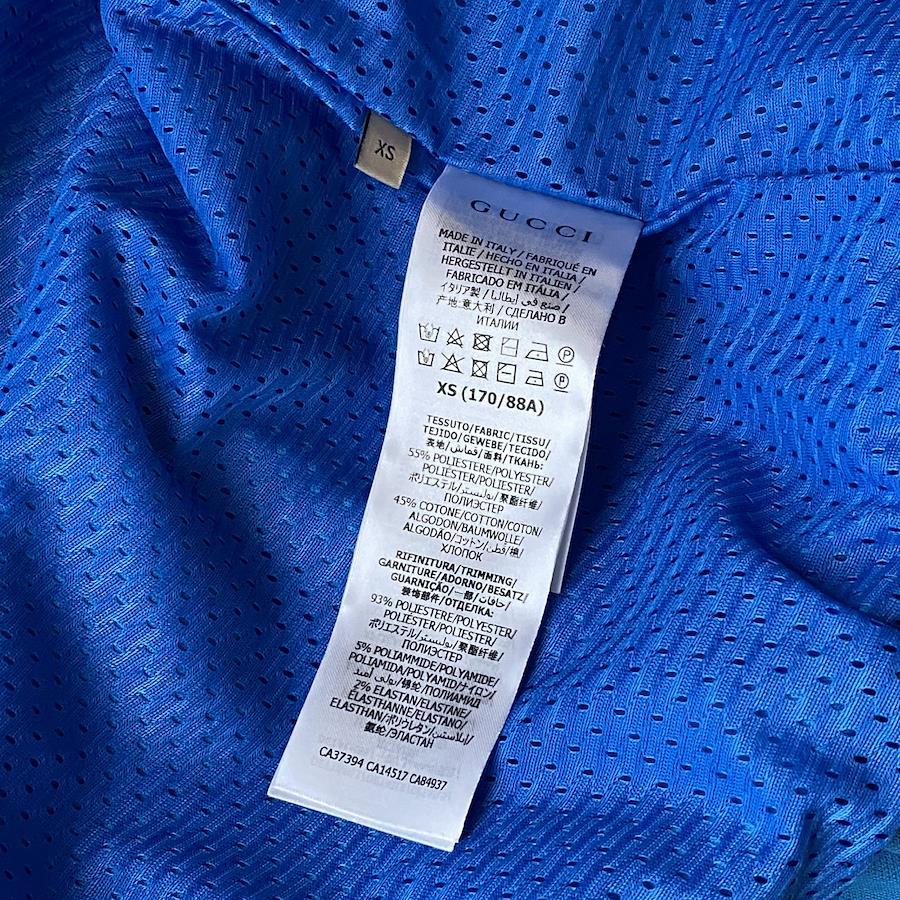 XS
GUCCI
MADE IN ITALY / FABRIQUÉ EN
ITALIE / HECHO EN ITALIA /
HERGESTELLT IN ITALIEN /
FABRICADO EM ITÁLIA /
イタリア製 / صنع في إيطاليا /
产地:意大利 / СДЕЛАНО В
ИТАЛИИ
XS (170/88A)
TESSUTO/FABRIC/TISSU/
TEJIDO/GEWEBE/TECIDO/
表地/قماش/面料/ТКАНЬ:
55% POLIESTERE/POLYESTER/
POLIÉSTER/POLIESTER/
ポリエステル/بوليستر/聚酯纤维/
ПОЛИЭСТЕР
45% COTONE/COTTON/COTON/
ALGODON/BAUMWOLLE/
ALGODÃO/コットン/قطن/棉/
ХЛОПОК
RIFINITURA/TRIMMING/
GARNITURE/ADORNO/BESATZ/
GUARNIÇÃO/一部/حافات/
装饰部件/ОТДЕЛКА:
93% POLIESTERE/POLYESTER/
POLIESTER/POLIESTER/
ポリエステル/بوليستر/聚酯纤维/
ПОЛИЭСТЕР
5% POLIAMMIDE/POLYAMIDE/
POLIAMIDA/POLYAMID/ナイロン/
بولي أميد/锦纶/ПОЛИАМИД
2% ELASTAN/ELASTANE/
ELASTHANNE/ELASTANO/
ELASTHAN/ポリウレタン/إيلاستين/
氨纶/ЭЛАСТАН
CA37394 CA14517 CA84937